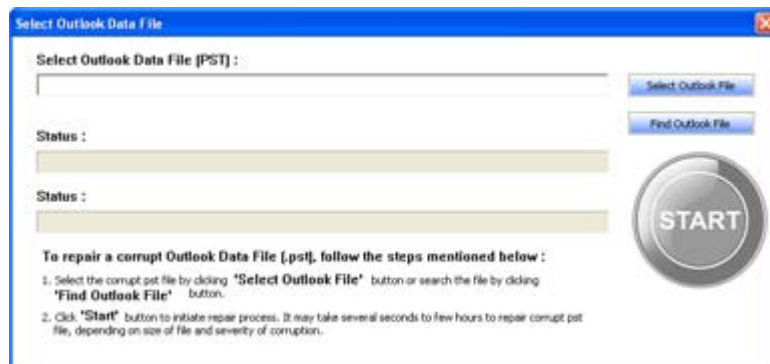 Select Outlook Data File
Select Outlook Data File (PST) :
Select Outlook File
Find Outlook File
Status :
Status :
START
To repair a corrupt Outlook Data File (.pst), follow the steps mentioned below :
1. Select the corrupt pst file by clicking "Select Outlook File" button or search the file by clicking
"Find Outlook File" button.
2. Click "Start" button to initiate repair process. It may take several seconds to few hours to repair corrupt pst
file, depending on size of file and severity of corruption.